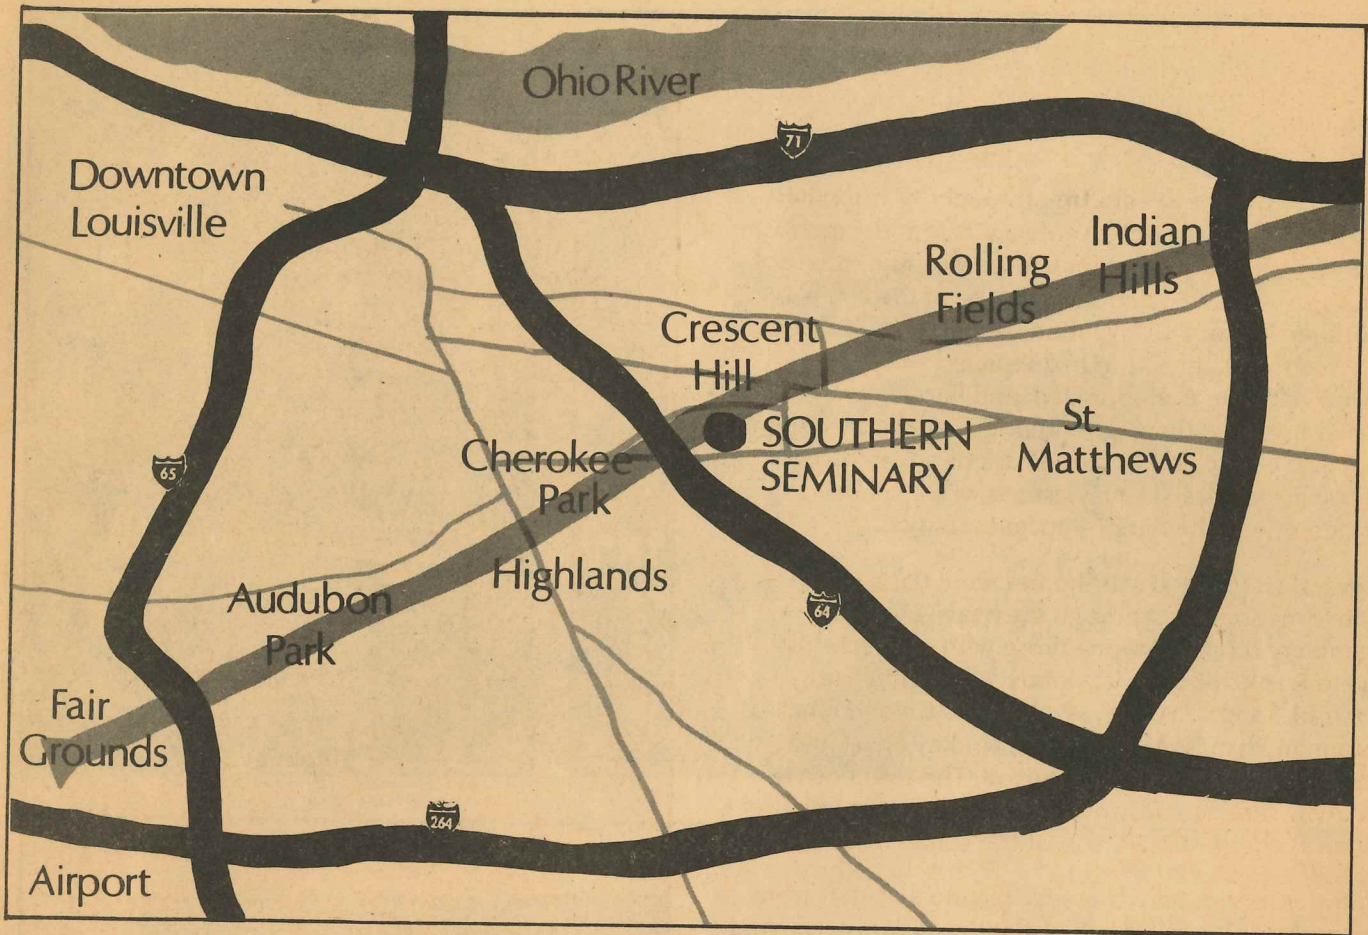 Ohio River
71
Downtown
Louisville
Indian
Hills
Rolling
Fields
Crescent
Hill
St.
Matthews
SOUTHERN
SEMINARY
Cherokee
Park
65
Highlands
64
Audubon
Park
Fair
Grounds
264
Airport